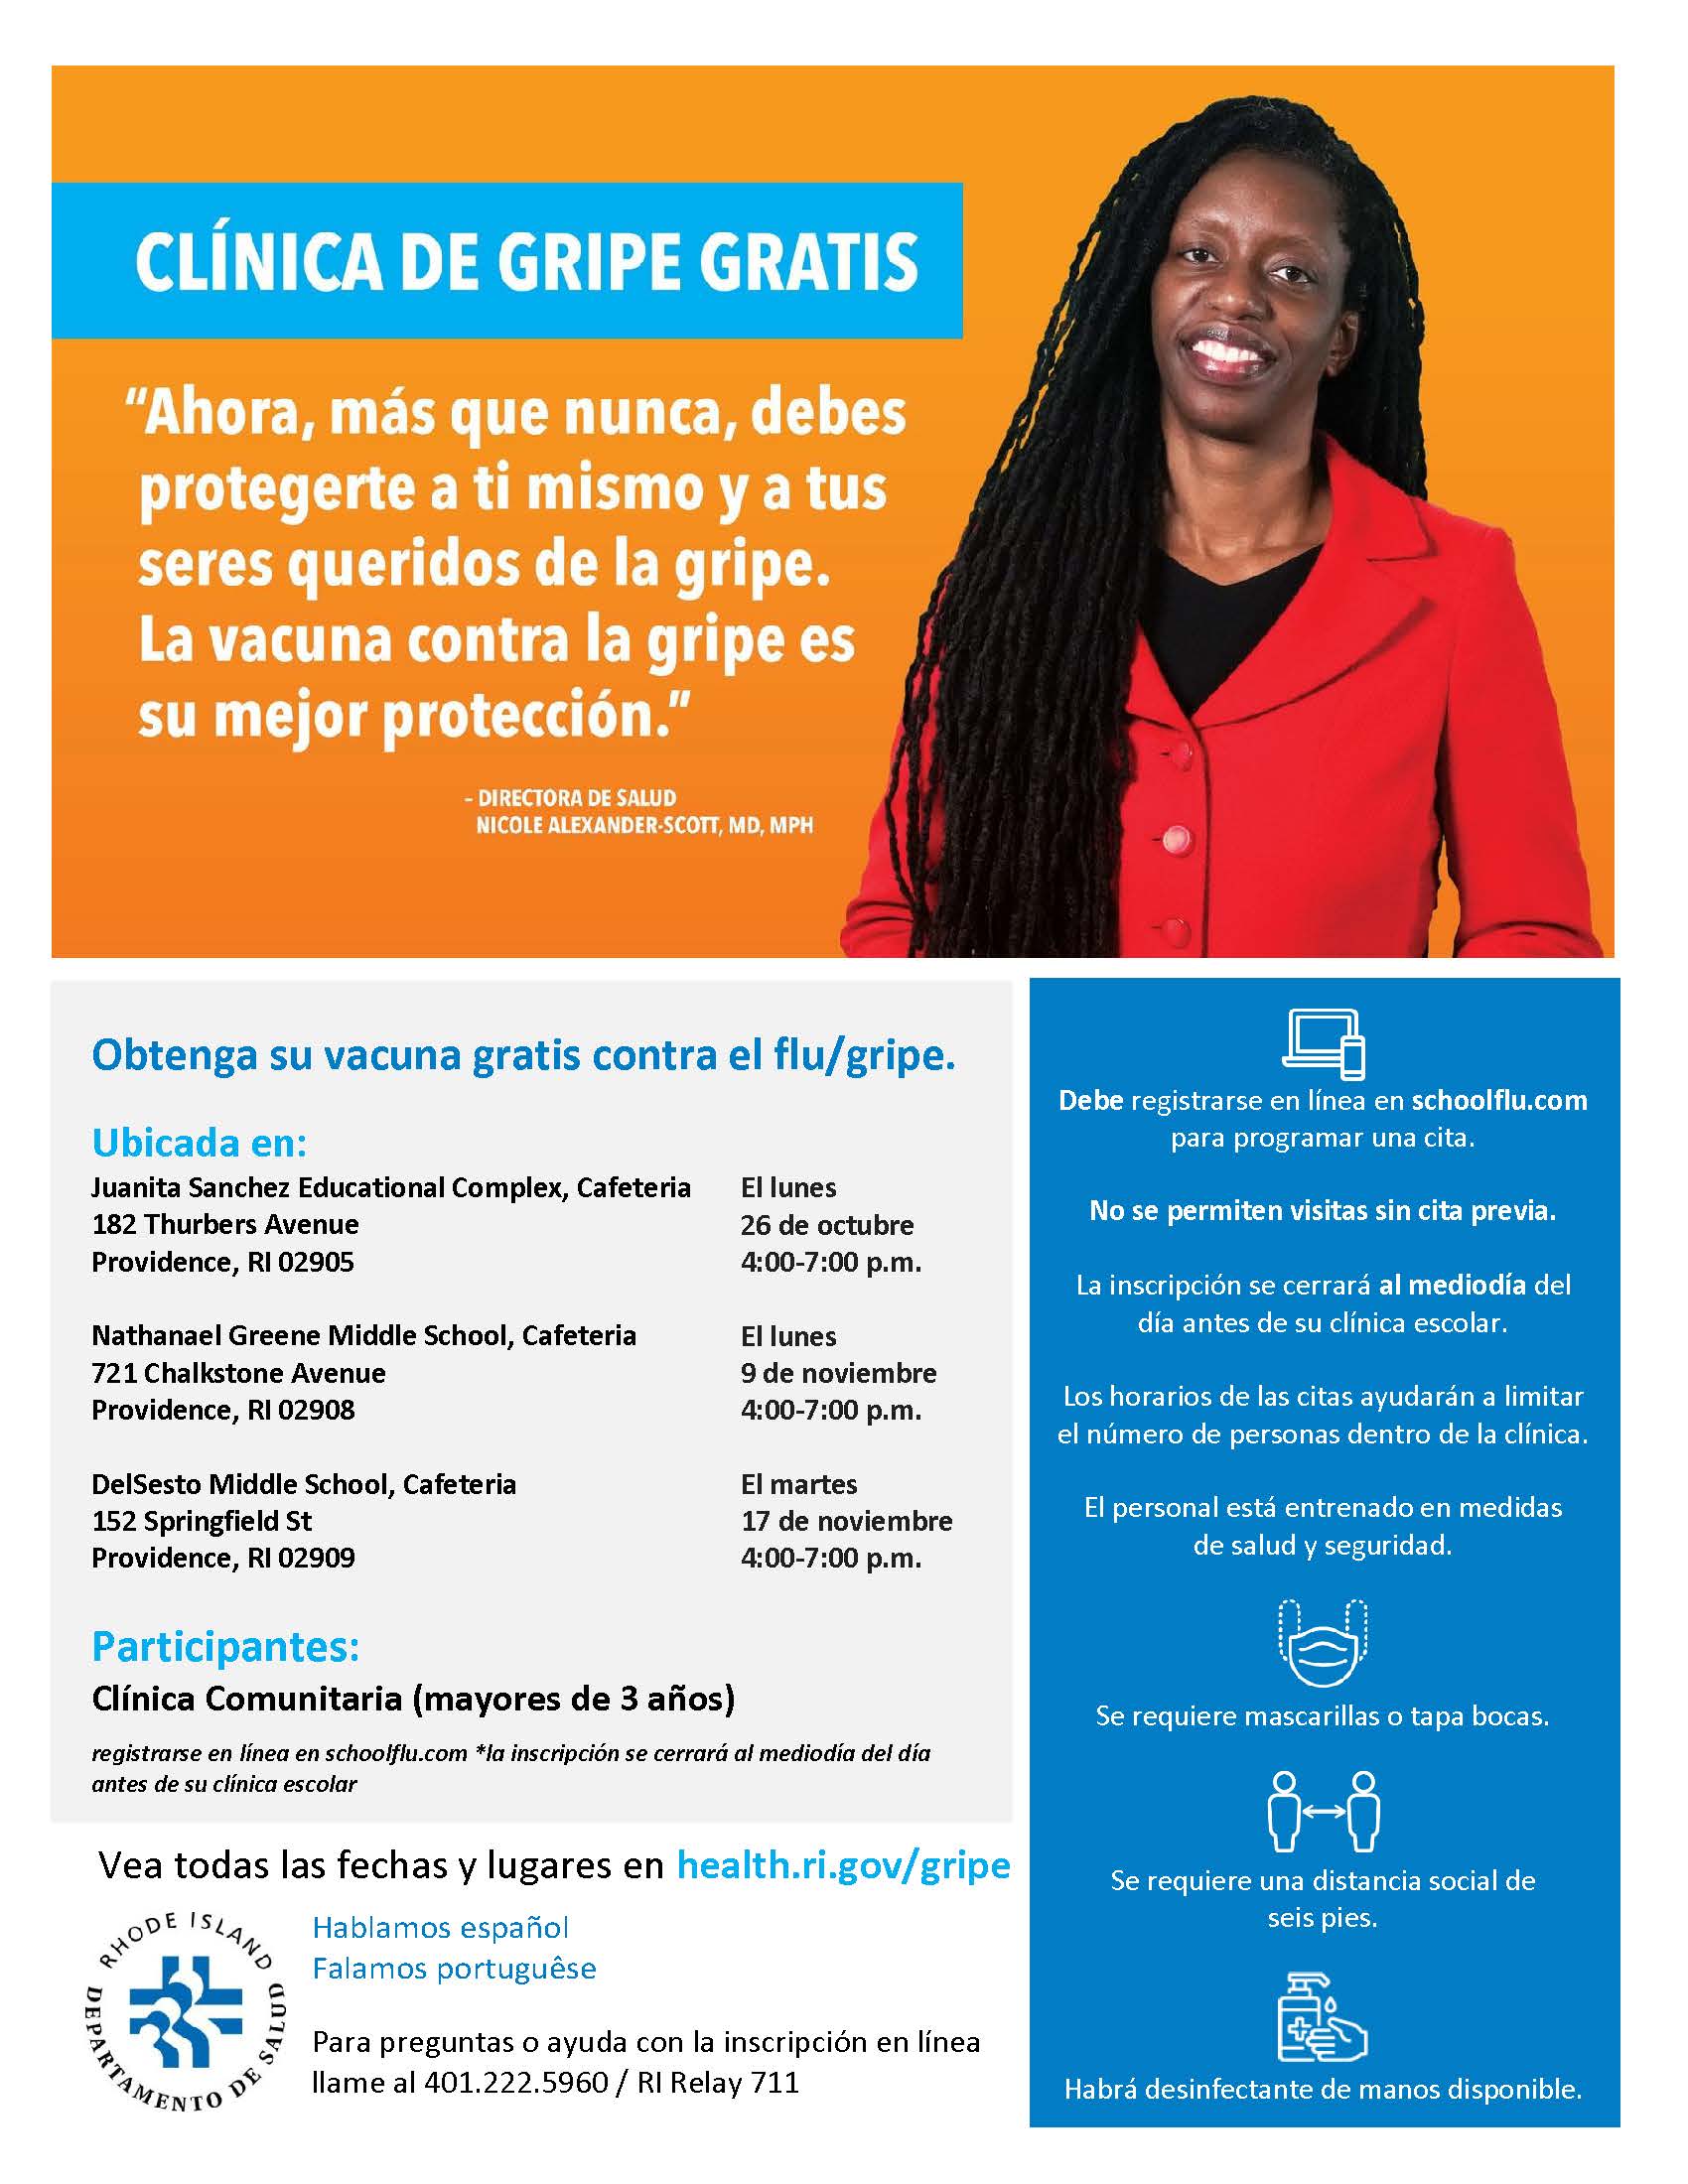 CLÍNICA DE GRIPE GRATIS
“Ahora, más que nunca, debes
protegerte a ti mismo y a tus
seres queridos de la gripe.
La vacuna contra la gripe es
su mejor protección.”
- DIRECTORA DE SALUD
NICOLE ALEXANDER-SCOTT, MD, MPH
Obtenga su vacuna gratis contra el flu/gripe.
Ubicada en:
Juanita Sanchez Educational Complex, Cafeteria El lunes
182 Thurbers Avenue 26 de octubre
Providence, RI 02905 4:00-7:00 p.m.
Nathanael Greene Middle School, Cafeteria El lunes
721 Chalkstone Avenue 9 de noviembre
Providence, RI 02908 4:00-7:00 p.m.
DelSesto Middle School, Cafeteria El martes
152 Springfield St 17 de noviembre
Providence, RI 02909 4:00-7:00 p.m.
Participantes:
Clínica Comunitaria (mayores de 3 años)
registrarse en línea en schoolflu.com *la inscripción se cerrará al mediodía del día
antes de su clínica escolar
Vea todas las fechas y lugares en health.ri.gov/gripe
RHODE ISLAND
DEPARTAMENTO DE SALUD
Hablamos español
Falamos portuguêse
Para preguntas o ayuda con la inscripción en línea
llame al 401.222.5960 / RI Relay 711
Debe registrarse en línea en schoolflu.com
para programar una cita.
No se permiten visitas sin cita previa.
La inscripción se cerrará al mediodía del
día antes de su clínica escolar.
Los horarios de las citas ayudarán a limitar
el número de personas dentro de la clínica.
El personal está entrenado en medidas
de salud y seguridad.
Se requiere mascarillas o tapa bocas.
Se requiere una distancia social de
seis pies.
Habrá desinfectante de manos disponible.